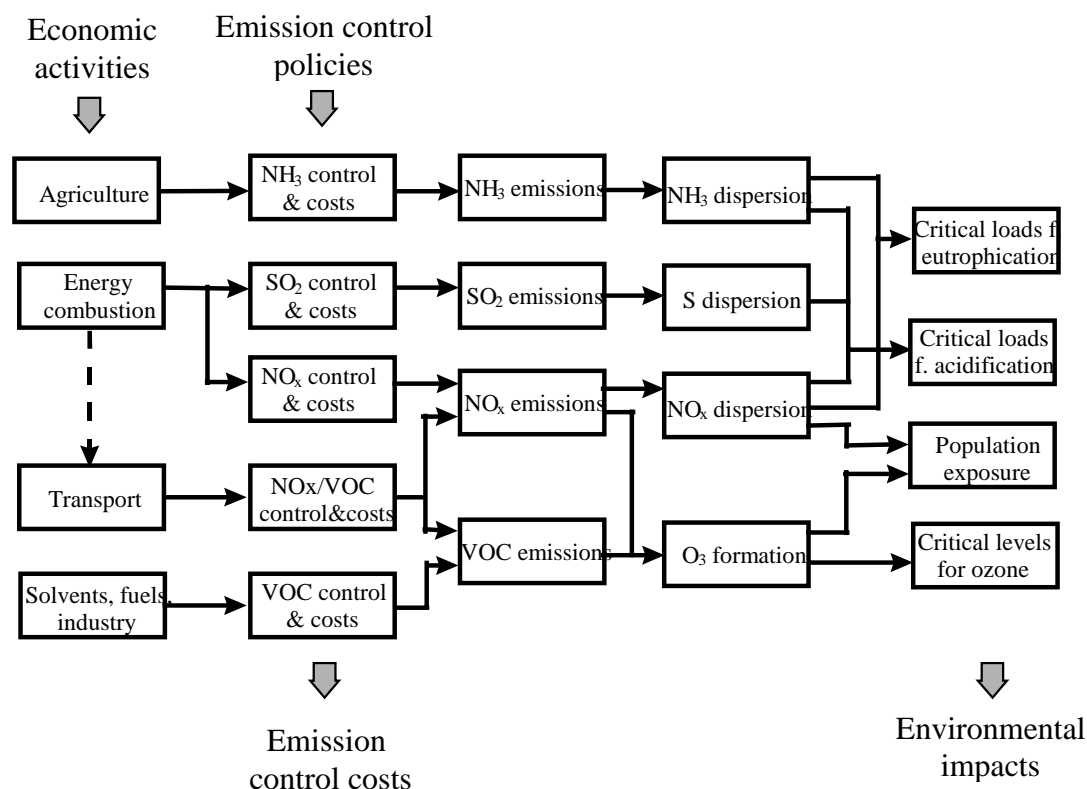 Economic
activities
Emission control
policies
Agriculture
NH₃ control
& costs
NH₃ emissions
NH₃ dispersion
Critical loads f.
eutrophication
Energy
combustion
SO₂ control
& costs
SO₂ emissions
S dispersion
Critical loads
f. acidification
NOₓ control
& costs
NOₓ emissions
NOₓ dispersion
Population
exposure
Transport
NOx/VOC
control&costs
VOC emissions
O₃ formation
Critical levels
for ozone
Solvents, fuels,
industry
VOC control
& costs
Emission
control costs
Environmental
impacts